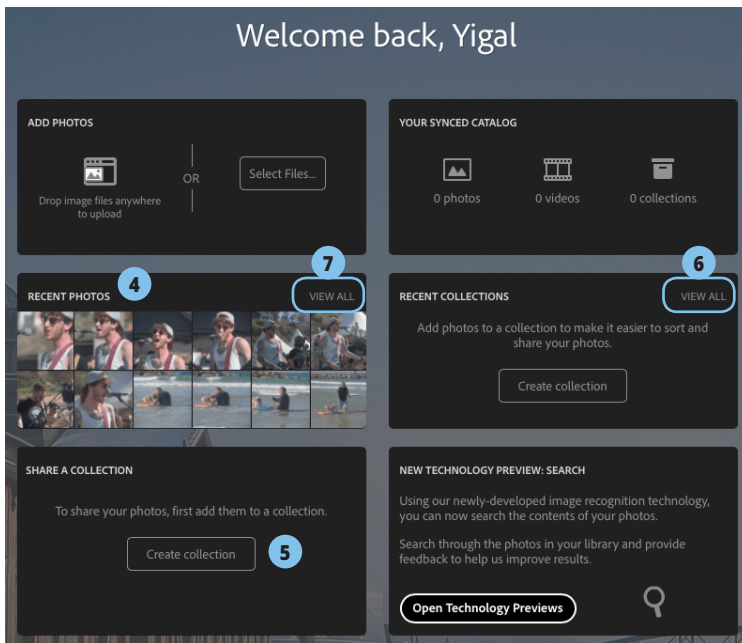 Welcome back, Yigal
ADD PHOTOS
Drop image files anywhere
to upload
OR
Select Files...
YOUR SYNCED CATALOG
0 photos
0 videos
0 collections
RECENT PHOTOS
4
7
VIEW ALL
RECENT COLLECTIONS
6
VIEW ALL
Add photos to a collection to make it easier to sort and
share your photos.
Create collection
SHARE A COLLECTION
To share your photos, first add them to a collection.
Create collection
5
NEW TECHNOLOGY PREVIEW: SEARCH
Using our newly-developed image recognition technology,
you can now search the contents of your photos.
Search through the photos in your library and provide
feedback to help us improve results.
Open Technology Previews